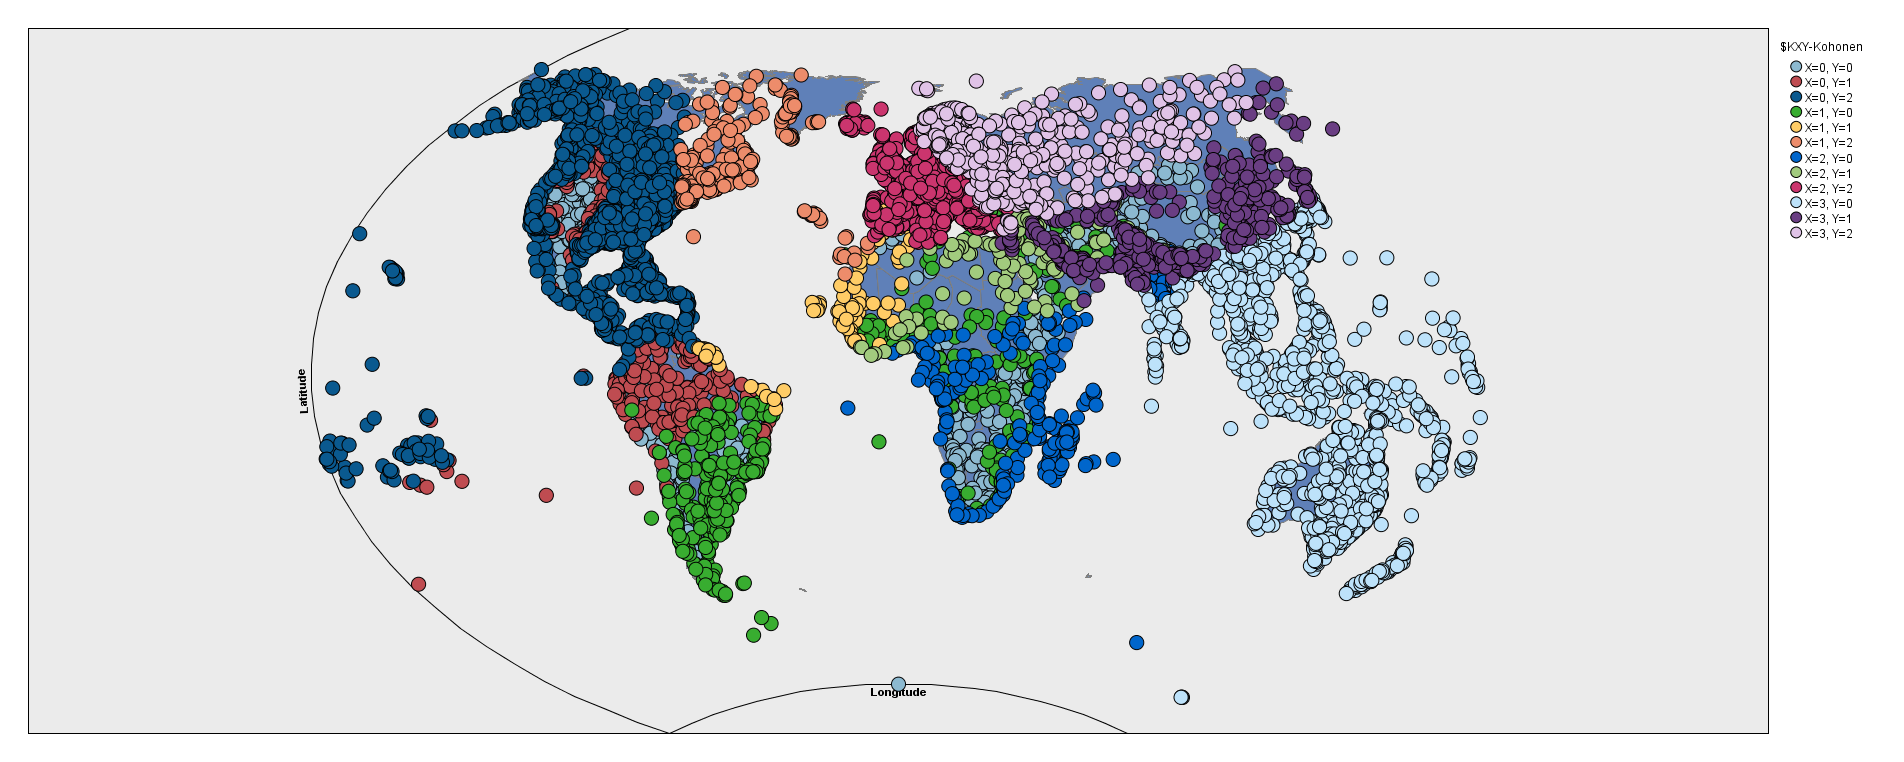 $KXY-Kohonen
X=0, Y=0
X=0, Y=1
X=0, Y=2
X=1, Y=0
X=1, Y=1
X=1, Y=2
X=2, Y=0
X=2, Y=1
X=2, Y=2
X=3, Y=0
X=3, Y=1
X=3, Y=2
Latitude
Longitude